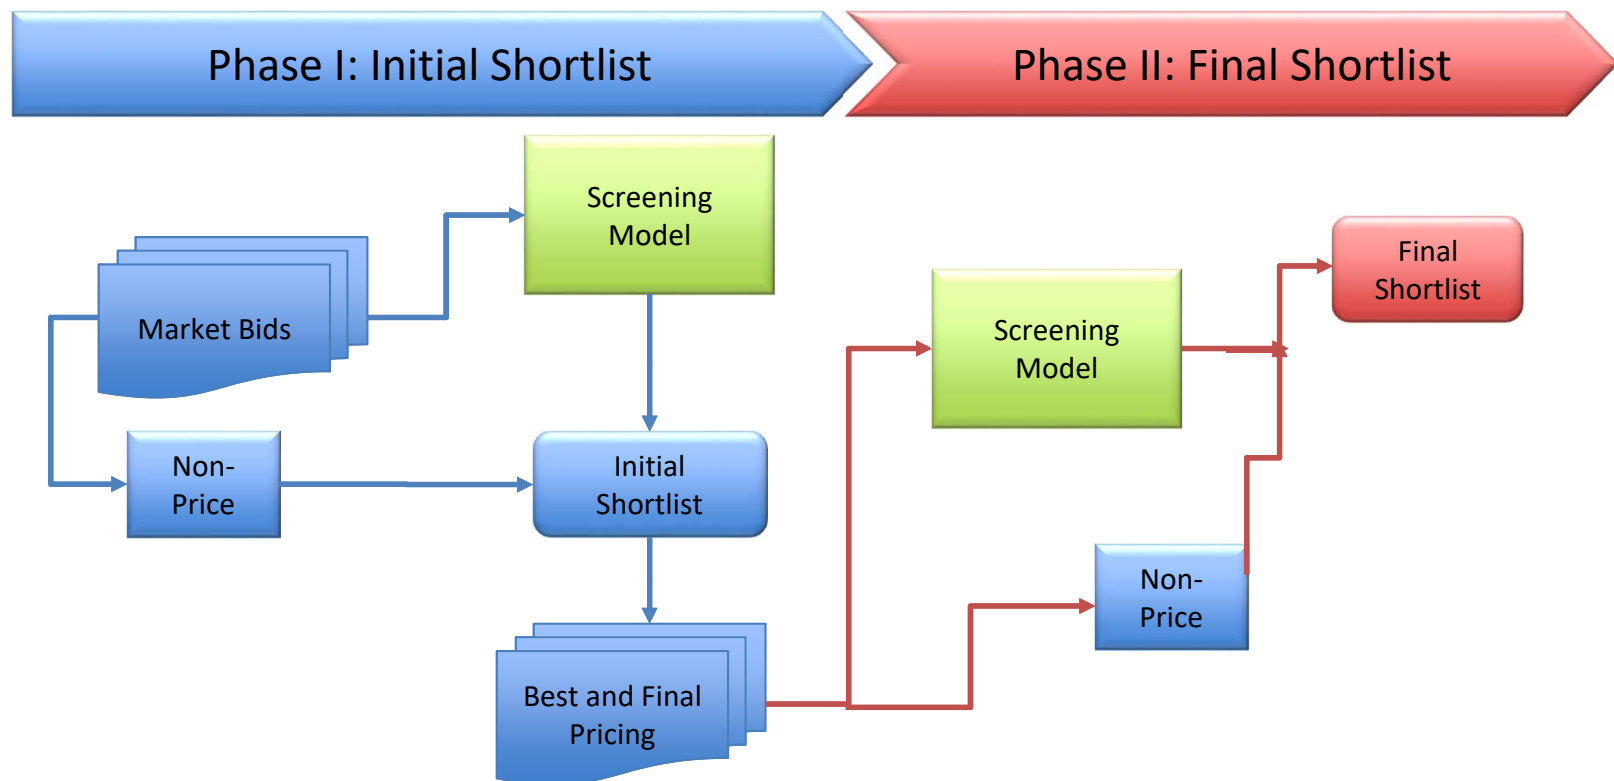 Phase I: Initial Shortlist
Phase II: Final Shortlist
Screening
Model
Market Bids
Non-
Price
Initial
Shortlist
Best and Final
Pricing
Screening
Model
Non-
Price
Final
Shortlist